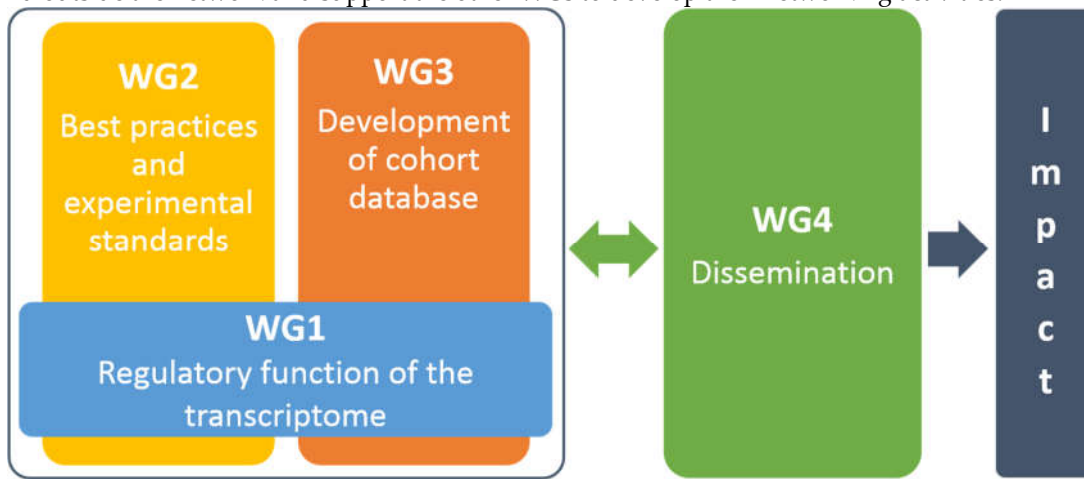 WG2
Best practices
and
experimental
standards
WG3
Development
of cohort
database
WG1
Regulatory function of the
transcriptome
WG4
Dissemination
I
m
p
a
c
t